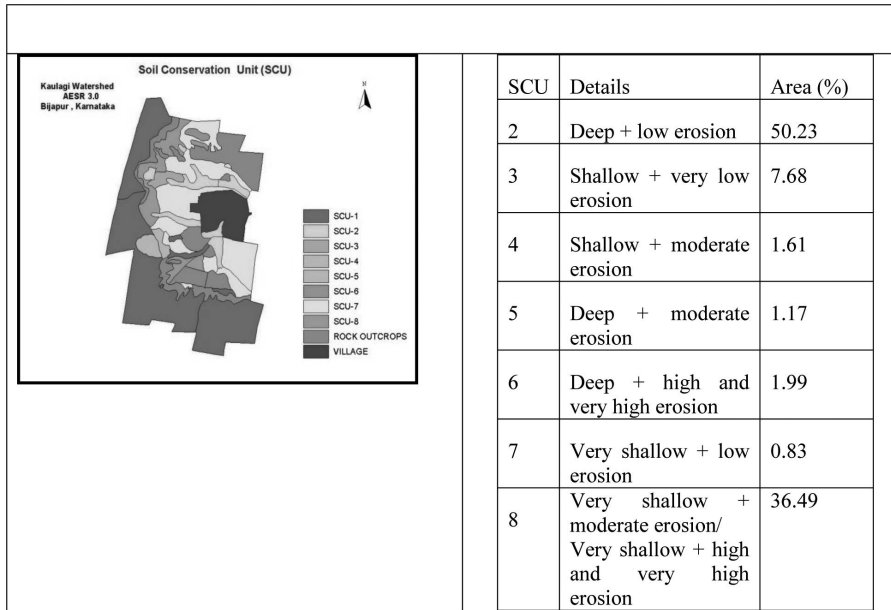 Soil Conservation Unit (SCU)
Kaulagi Watershed
AESR 3.0
Bijapur , Karnataka
N
SCU-1
SCU-2
SCU-3
SCU-4
SCU-5
SCU-6
SCU-7
SCU-8
ROCK OUTCROPS
VILLAGE
SCU Details Area (%)
2 Deep + low erosion 50.23
3 Shallow + very low 7.68
erosion
4 Shallow + moderate 1.61
erosion
5 Deep + moderate 1.17
erosion
6 Deep + high and 1.99
very high erosion
7 Very shallow + low 0.83
erosion
8 Very shallow + 36.49
moderate erosion/
Very shallow + high
and very high
erosion